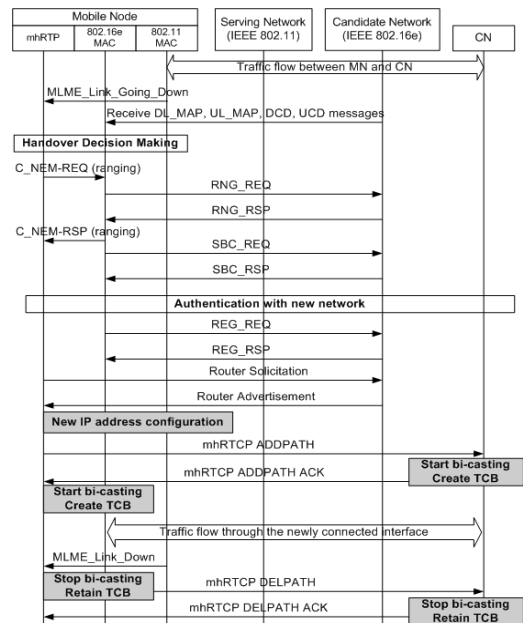 Mobile Node
mhRTP
802.16e
MAC
802.11
MAC
Serving Network
(IEEE 802.11)
Candidate Network
(IEEE 802.16e)
CN
Traffic flow between MN and CN
MLME_Link_Going_Down
Receive DL_MAP, UL_MAP, DCD, UCD messages
Handover Decision Making
C_NEM-REQ (ranging)
RNG_REQ
RNG_RSP
C_NEM-RSP (ranging)
SBC_REQ
SBC_RSP
Authentication with new network
REG_REQ
REG_RSP
Router Solicitation
Router Advertisement
New IP address configuration
mhRTCP ADDPATH
mhRTCP ADDPATH ACK
Start bi-casting
Create TCB
Start bi-casting
Create TCB
Traffic flow through the newly connected interface
MLME_Link_Down
Stop bi-casting
Retain TCB
mhRTCP DELPATH
mhRTCP DELPATH ACK
Stop bi-casting
Retain TCB